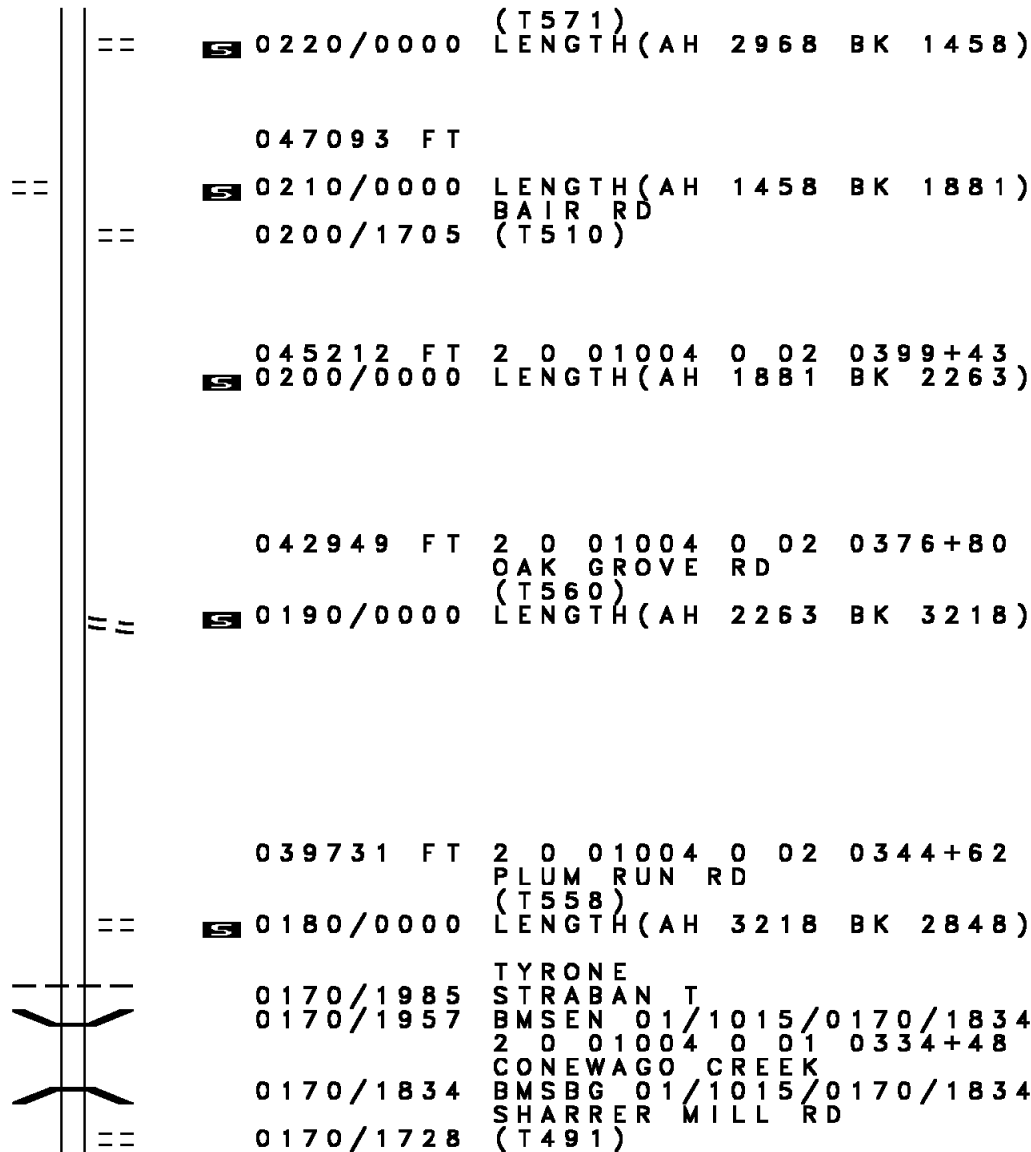 (T571)
S 0220/0000 LENGTH(AH 2968 BK 1458)
047093 FT
S 0210/0000 LENGTH(AH 1458 BK 1881)
BAIR RD
0200/1705 (T510)
045212 FT 2 0 01004 0 02 0399+43
S 0200/0000 LENGTH(AH 1881 BK 2263)
042949 FT 2 0 01004 0 02 0376+80
OAK GROVE RD
(T560)
S 0190/0000 LENGTH(AH 2263 BK 3218)
039731 FT 2 0 01004 0 02 0344+62
PLUM RUN RD
(T558)
S 0180/0000 LENGTH(AH 3218 BK 2848)
TYRONE
0170/1985 STRABAN T
0170/1957 BMSEN 01/1015/0170/1834
2 0 01004 0 01 0334+48
CONEWAGO CREEK
0170/1834 BMSBG 01/1015/0170/1834
SHARRER MILL RD
0170/1728 (T491)